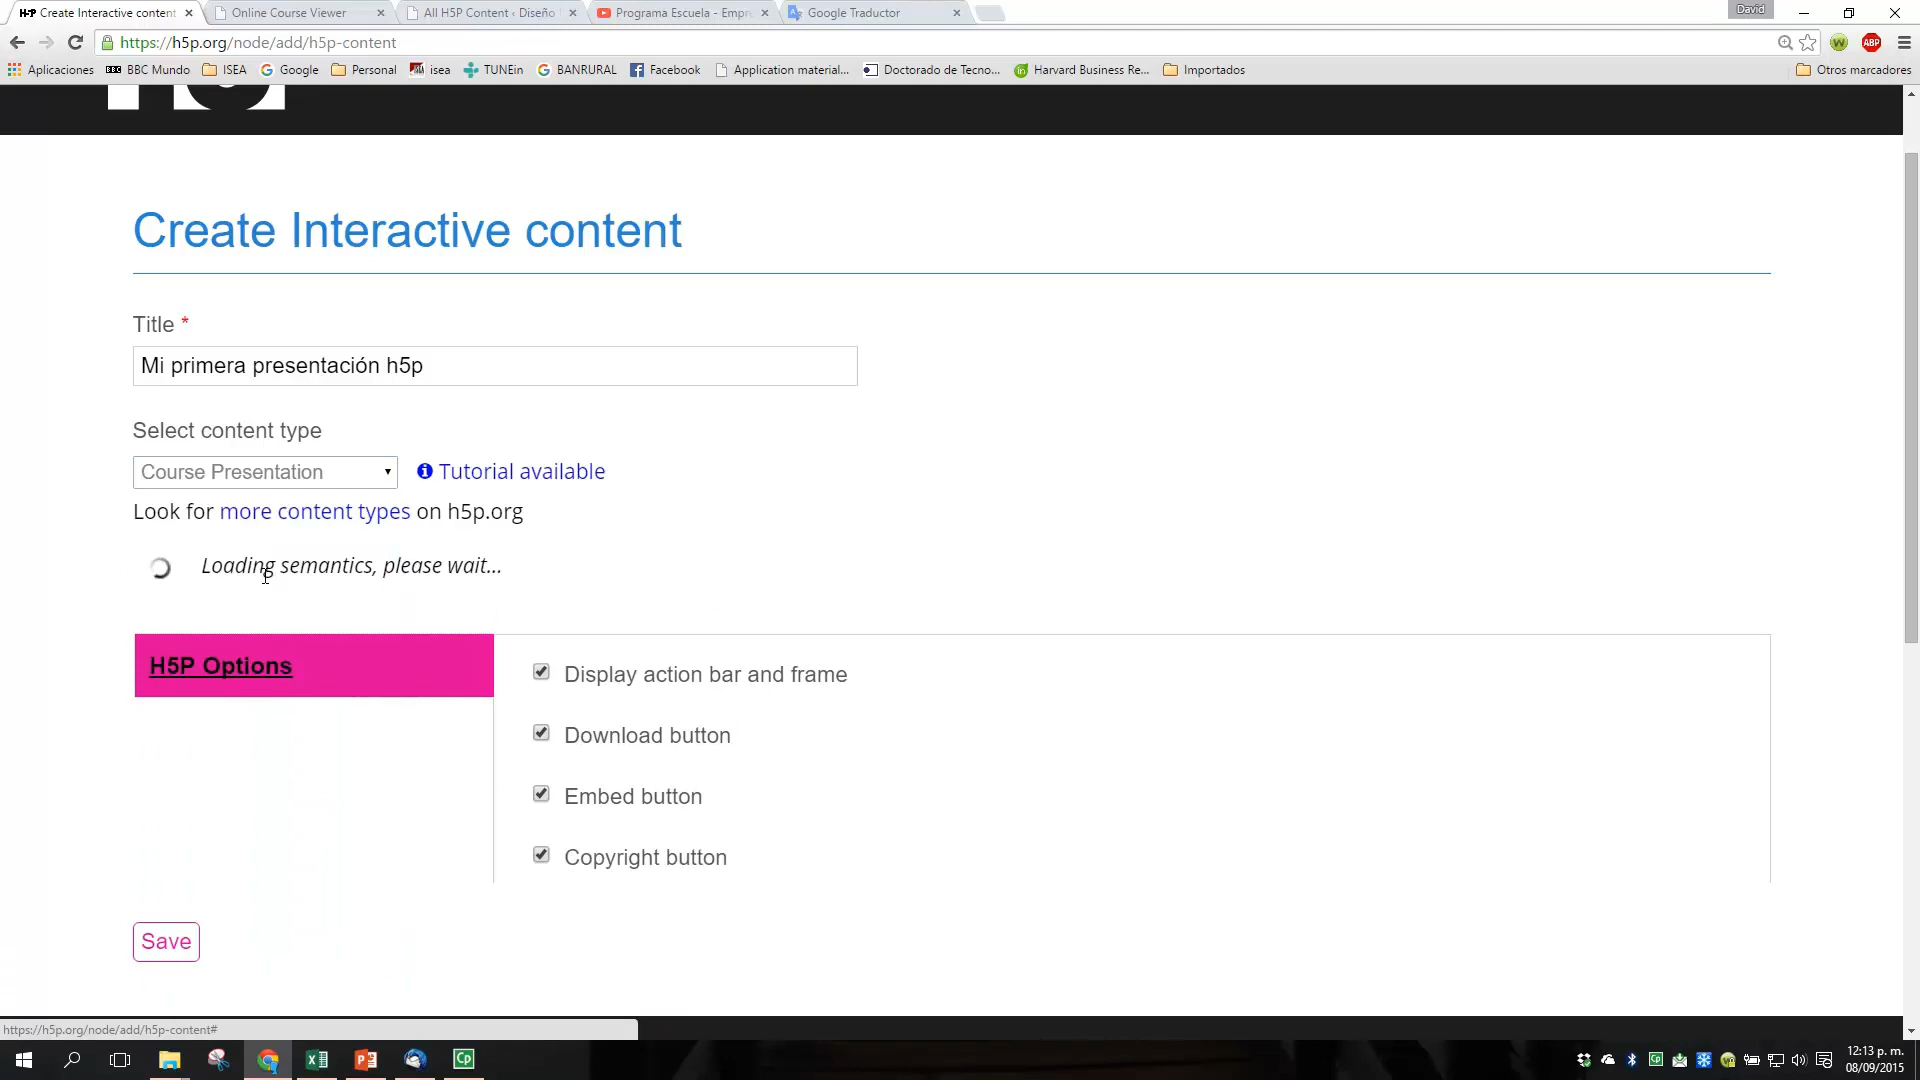 Create Interactive content
Online Course Viewer
All H5P Content ‹ Diseño
Programa Escuela - Empr
Google Traductor
David
https://h5p.org/node/add/h5p-content
Aplicaciones
BBC Mundo
ISEA
Google
Personal
isea
TUNEin
BANRURAL
Facebook
Application material...
Doctorado de Tecno...
Harvard Business Re...
Importados
Otros marcadores
Create Interactive content
Title *
Mi primera presentación h5p
Select content type
Course Presentation
Tutorial available
Look for more content types on h5p.org
Loading semantics, please wait...
H5P Options
Display action bar and frame
Download button
Embed button
Copyright button
Save
https://h5p.org/node/add/h5p-content#
12:13 p. m.
08/09/2015